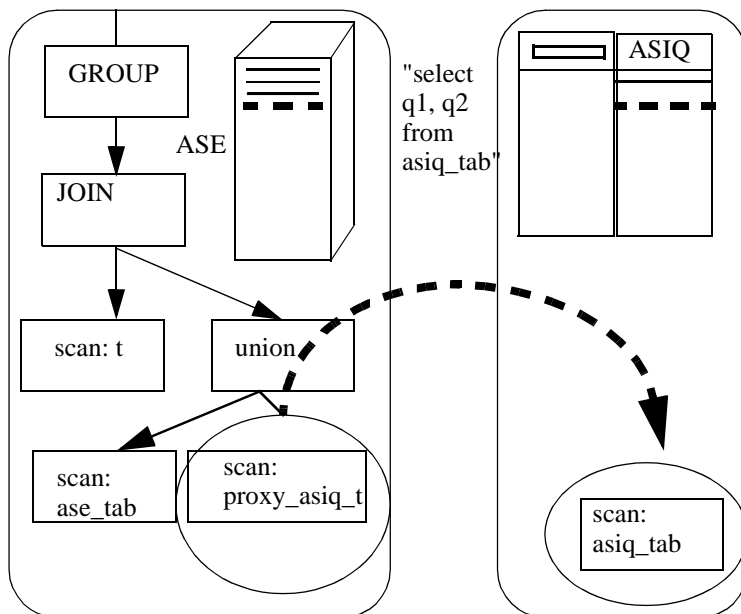 GROUP
ASE
"select
q1, q2
from
asiq_tab"
ASIQ
JOIN
scan: t
union
scan:
ase_tab
scan:
proxy_asiq_t
scan:
asiq_tab